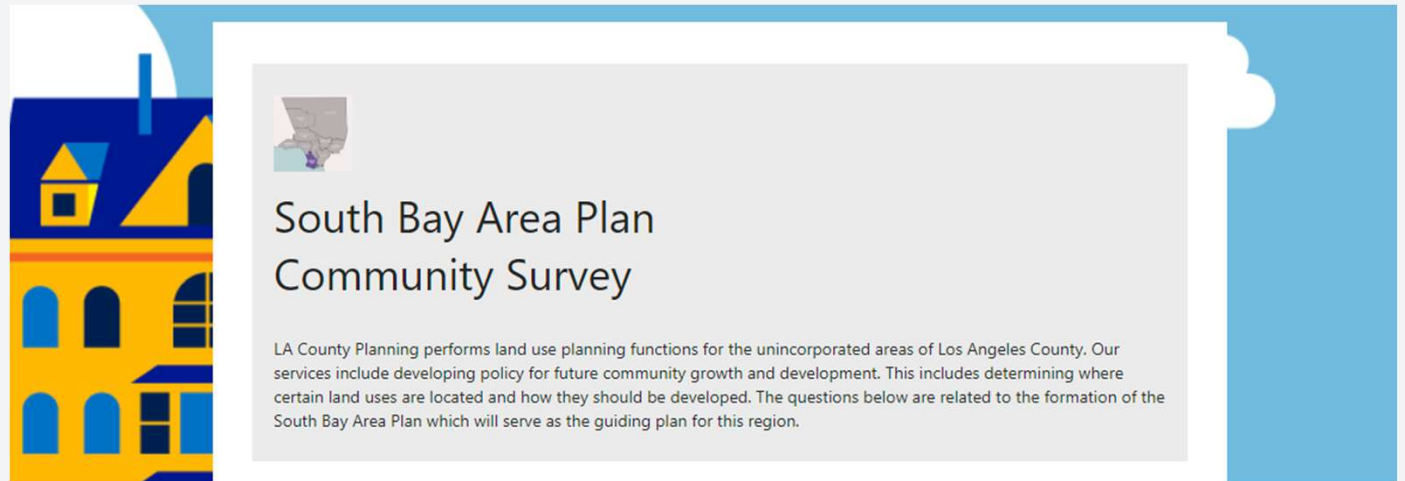 South Bay Area Plan
Community Survey
LA County Planning performs land use planning functions for the unincorporated areas of Los Angeles County. Our
services include developing policy for future community growth and development. This includes determining where
certain land uses are located and how they should be developed. The questions below are related to the formation of the
South Bay Area Plan which will serve as the guiding plan for this region.